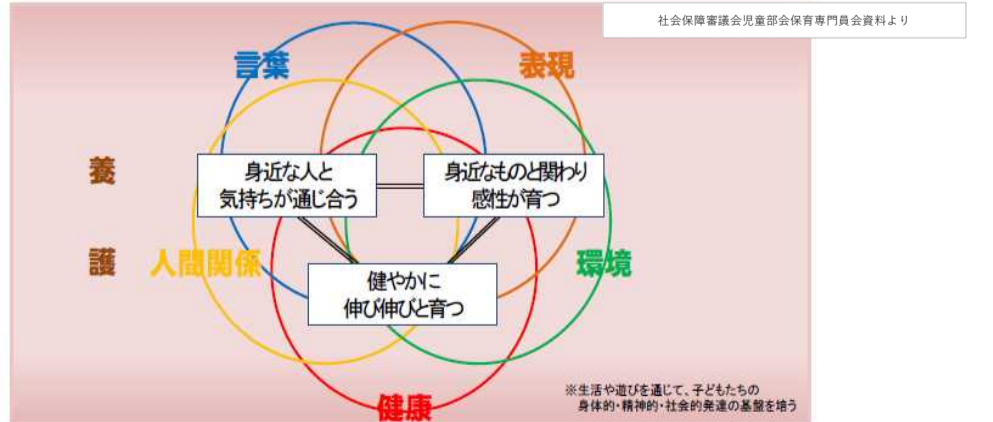 社会保障審議会児童部会保育専門員会資料より
言葉
表現
養
護
身近な人と
気持ちが通じ合う
身近なものと関わり
感性が育つ
人間関係
環境
健やかに
伸び伸びと育つ
健康
※生活や遊びを通じて、子どもたちの
身体的・精神的・社会的発達の基盤を培う